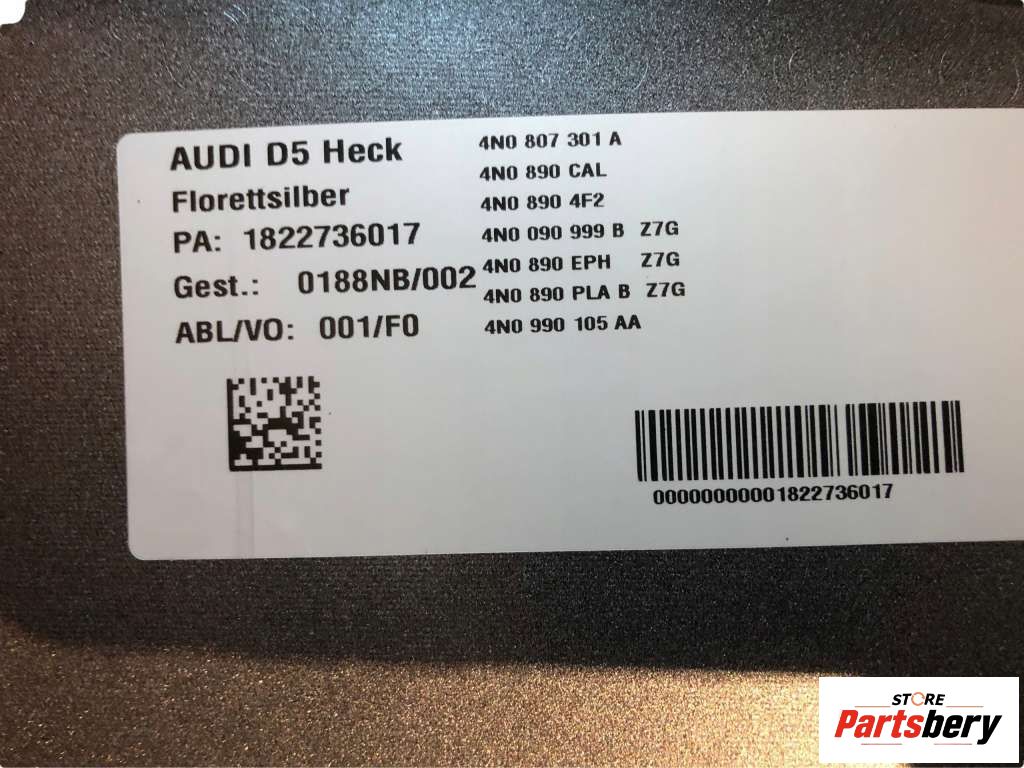 AUDI D5 Heck
Florettsilber
PA: 1822736017
Gest.: 0188NB/002
ABL/VO: 001/F0
4N0 807 301 A
4N0 890 CAL
4N0 890 4F2
4N0 090 999 B Z7G
4N0 890 EPH Z7G
4N0 890 PLA B Z7G
4N0 990 105 AA
00000000001822736017
STORE
Partsbery